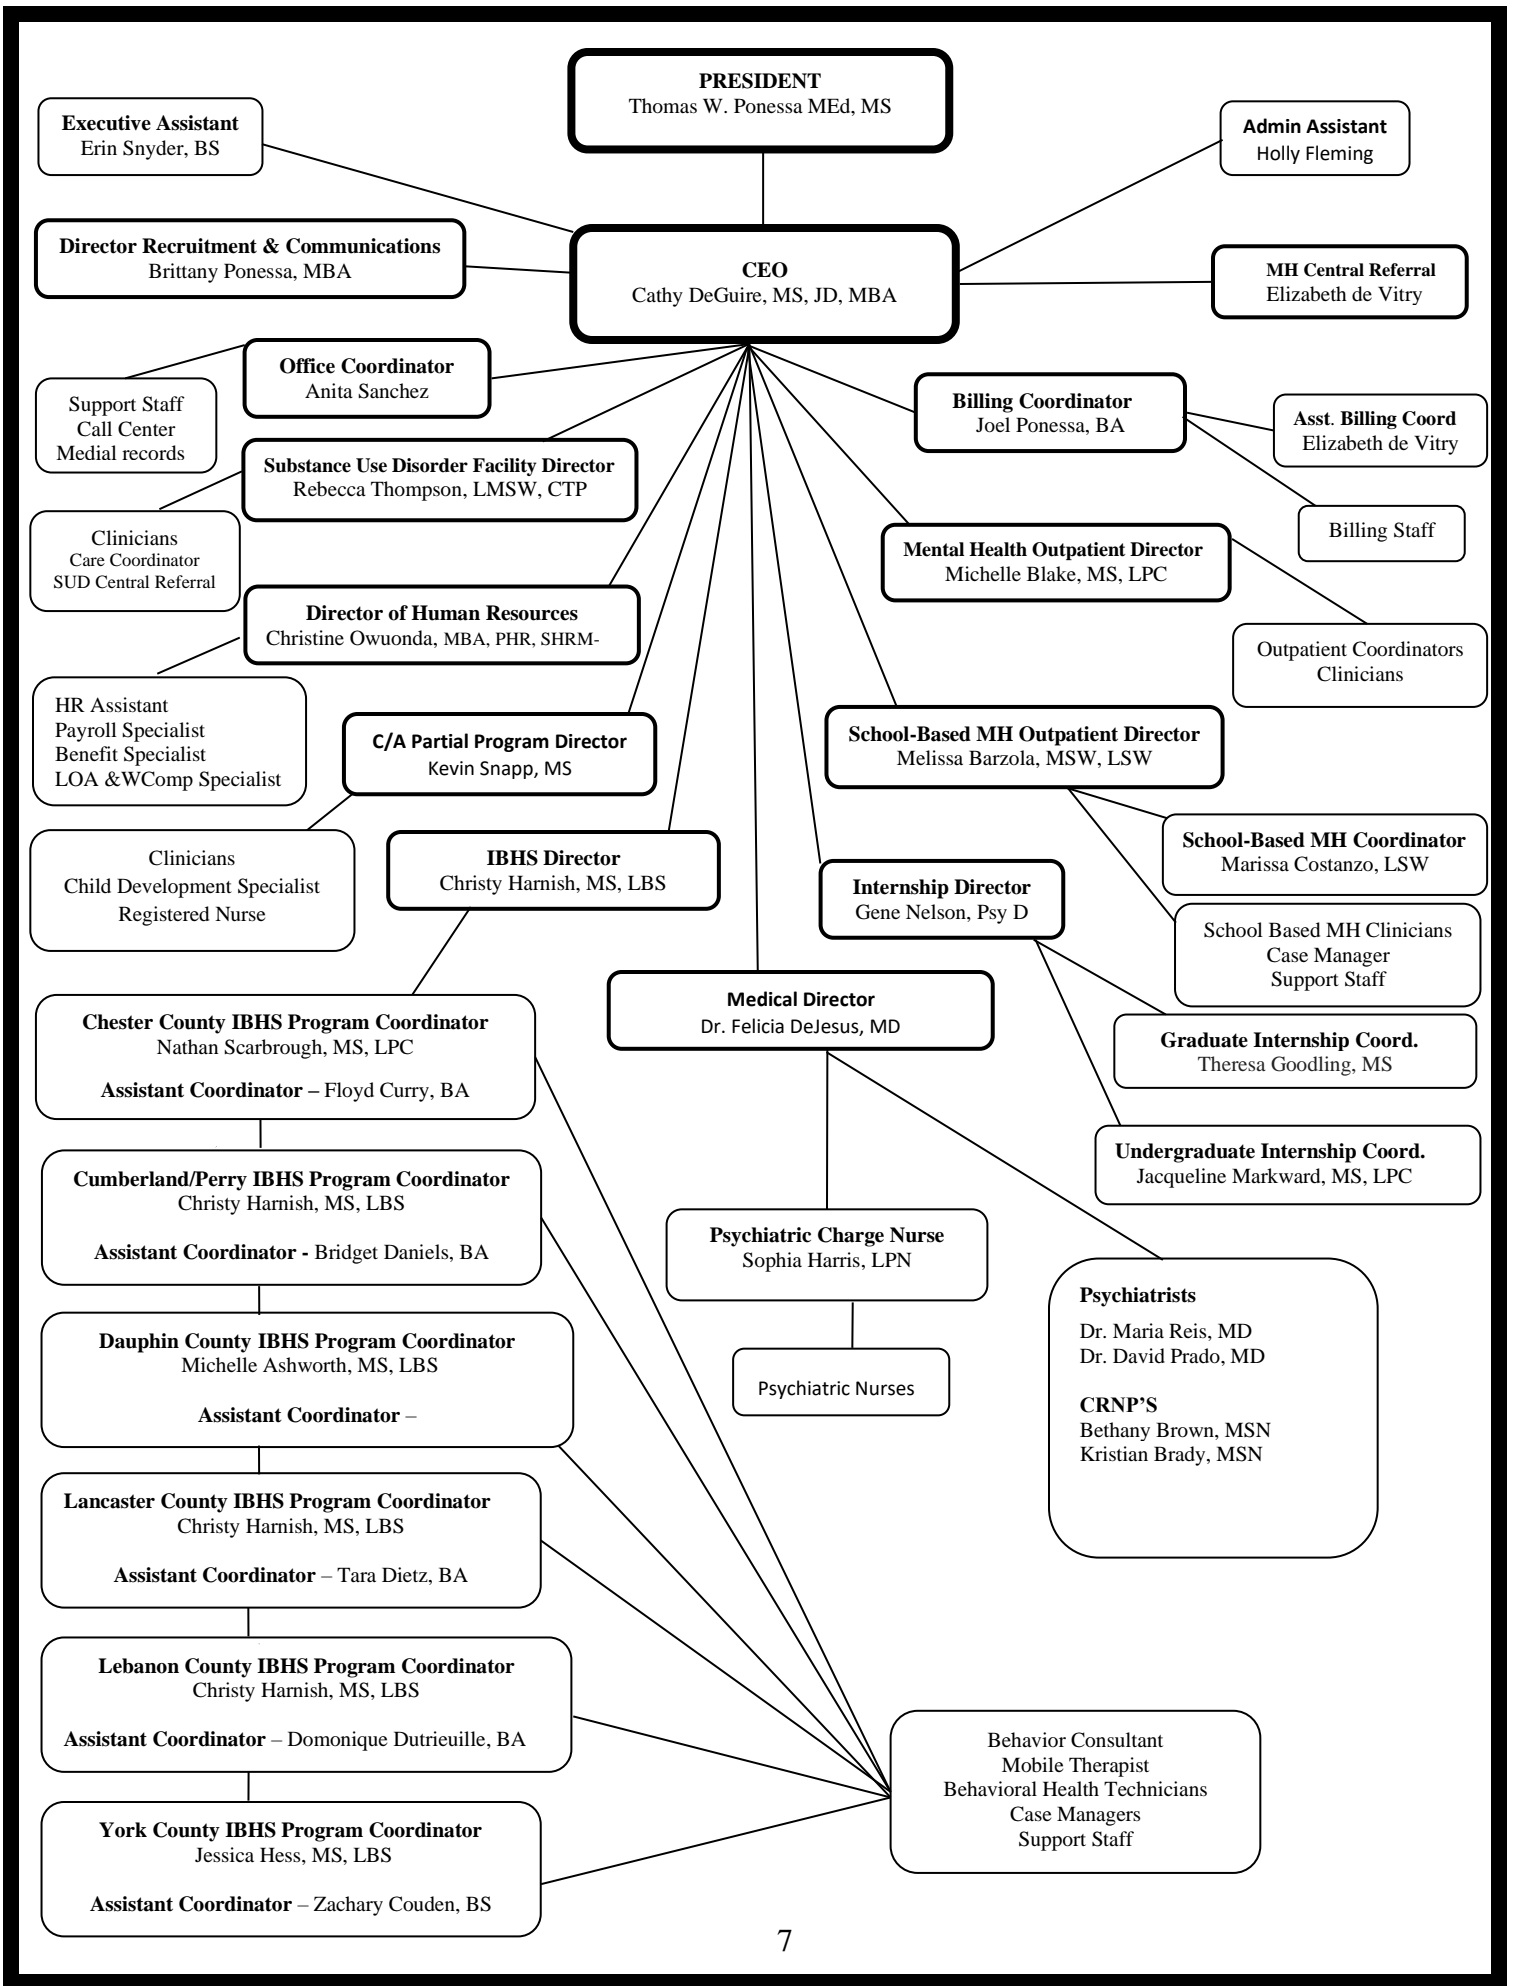 PRESIDENT
Thomas W. Ponessa MEd, MS
Executive Assistant
Erin Snyder, BS
Admin Assistant
Holly Fleming
Director Recruitment & Communications
Brittany Ponessa, MBA
CEO
Cathy DeGuire, MS, JD, MBA
MH Central Referral
Elizabeth de Vitry
Office Coordinator
Anita Sanchez
Support Staff
Call Center
Medial records
Billing Coordinator
Joel Ponessa, BA
Asst. Billing Coord
Elizabeth de Vitry
Billing Staff
Substance Use Disorder Facility Director
Rebecca Thompson, LMSW, CTP
Clinicians
Care Coordinator
SUD Central Referral
Mental Health Outpatient Director
Michelle Blake, MS, LPC
Outpatient Coordinators
Clinicians
Director of Human Resources
Christine Owuonda, MBA, PHR, SHRM-
HR Assistant
Payroll Specialist
Benefit Specialist
LOA &WComp Specialist
C/A Partial Program Director
Kevin Snapp, MS
Clinicians
Child Development Specialist
Registered Nurse
School-Based MH Outpatient Director
Melissa Barzola, MSW, LSW
School-Based MH Coordinator
Marissa Costanzo, LSW
School Based MH Clinicians
Case Manager
Support Staff
IBHS Director
Christy Harnish, MS, LBS
Internship Director
Gene Nelson, Psy D
Graduate Internship Coord.
Theresa Goodling, MS
Undergraduate Internship Coord.
Jacqueline Markward, MS, LPC
Medical Director
Dr. Felicia DeJesus, MD
Psychiatric Charge Nurse
Sophia Harris, LPN
Psychiatric Nurses
Psychiatrists
Dr. Maria Reis, MD
Dr. David Prado, MD
CRNP’S
Bethany Brown, MSN
Kristian Brady, MSN
Chester County IBHS Program Coordinator
Nathan Scarbrough, MS, LPC
Assistant Coordinator – Floyd Curry, BA
Cumberland/Perry IBHS Program Coordinator
Christy Harnish, MS, LBS
Assistant Coordinator - Bridget Daniels, BA
Dauphin County IBHS Program Coordinator
Michelle Ashworth, MS, LBS
Assistant Coordinator –
Lancaster County IBHS Program Coordinator
Christy Harnish, MS, LBS
Assistant Coordinator – Tara Dietz, BA
Lebanon County IBHS Program Coordinator
Christy Harnish, MS, LBS
Assistant Coordinator – Domonique Dutrieuille, BA
York County IBHS Program Coordinator
Jessica Hess, MS, LBS
Assistant Coordinator – Zachary Couden, BS
Behavior Consultant
Mobile Therapist
Behavioral Health Technicians
Case Managers
Support Staff
7